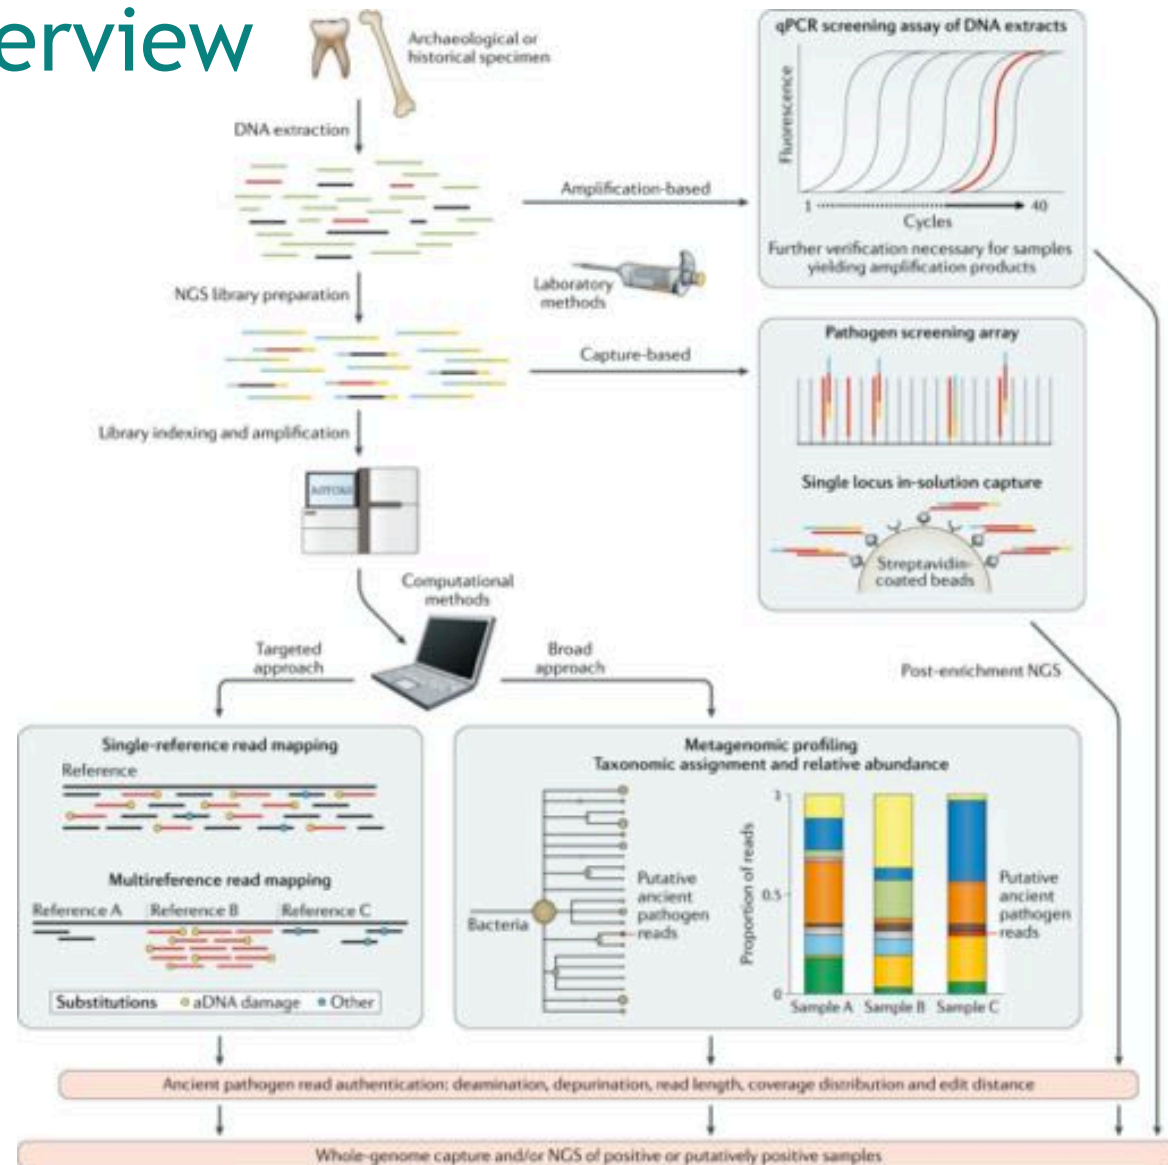 erview
Archaeological or
historical specimen
DNA extraction
Amplification-based
qPCR screening assay of DNA extracts
Fluorescence
1
40
Cycles
Further verification necessary for samples
yielding amplification products
Laboratory
methods
NGS library preparation
Capture-based
Pathogen screening array
Single locus in-solution capture
Streptavidin-
coated beads
Library indexing and amplification
Computational
methods
Targeted
approach
Broad
approach
Post-enrichment NGS
Single-reference read mapping
Reference
Multireference read mapping
Reference A Reference B Reference C
Substitutions aDNA damage Other
Metagenomic profiling
Taxonomic assignment and relative abundance
Bacteria
Putative
ancient
pathogen
reads
Proportion of reads
1
0.5
0
Sample A Sample B Sample C
Putative
ancient
pathogen
reads
Ancient pathogen read authentication: deamination, depurination, read length, coverage distribution and edit distance
Whole-genome capture and/or NGS of positive or putatively positive samples